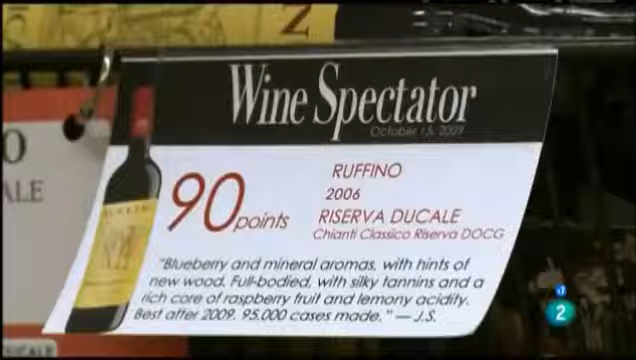 Wine Spectator
October 15, 2009
RUFFINO
2006
90 points
RISERVA DUCALE
Chianti Classico Riserva DOCG
"Blueberry and mineral aromas, with hints of
new wood. Full-bodied, with silky tannins and a
rich core of raspberry fruit and lemony acidity.
Best after 2009. 95,000 cases made." — J.S.
ALE
2